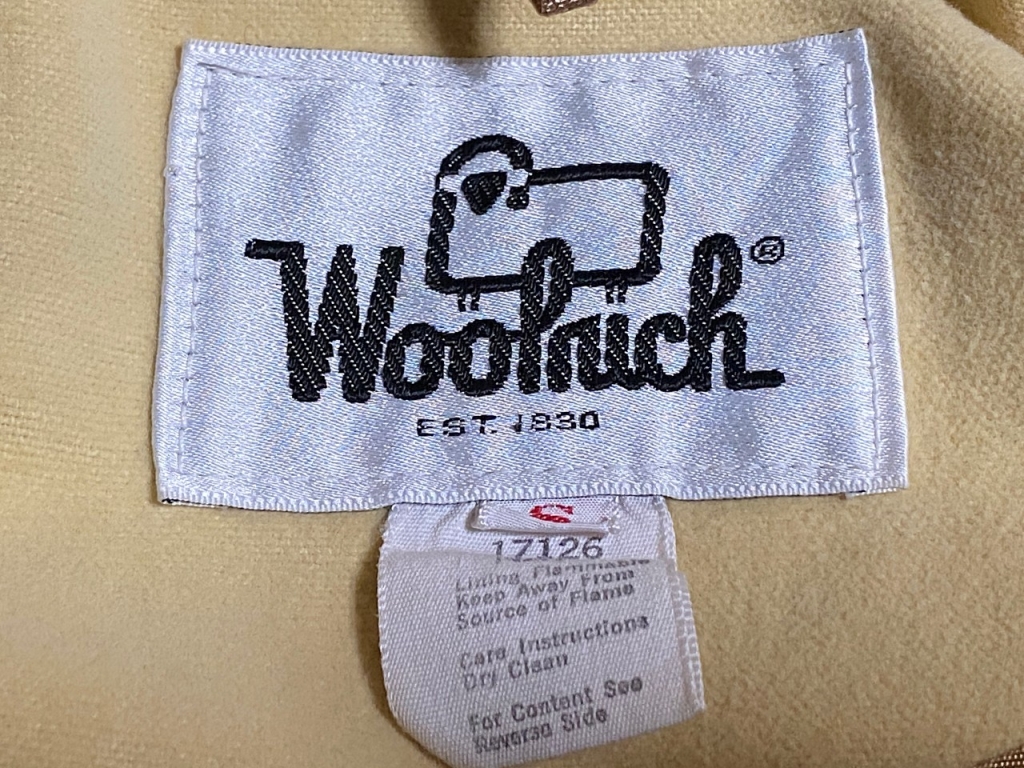 Woolrich®
EST. 1830
S
17126
Lining Flammable
Keep Away From
Source of Flame
Care Instructions
Dry Clean
For Content See
Reverse Side